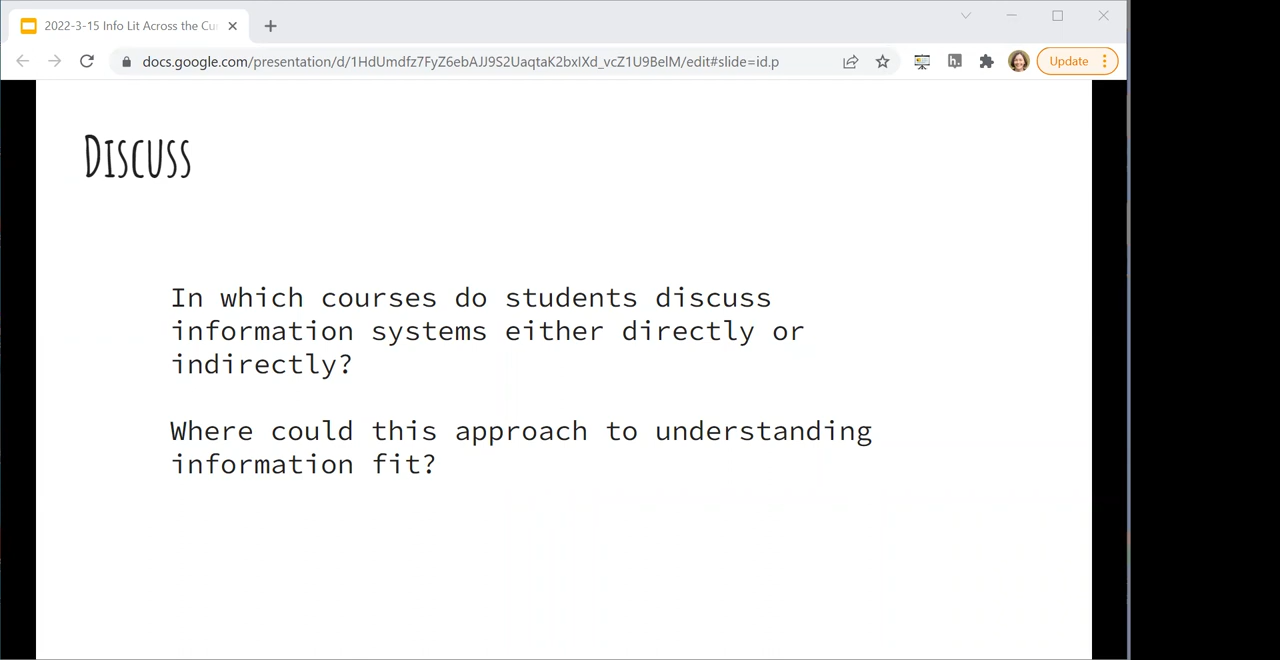 2022-3-15 Info Lit Across the Cu
docs.google.com/presentation/d/1HdUmdfz7FyZ6ebAJJ9S2UaqtaK2bxlXd_vcZ1U9BelM/edit#slide=id.p
h.
Update
Discuss
In which courses do students discuss
information systems either directly or
indirectly?
Where could this approach to understanding
information fit?